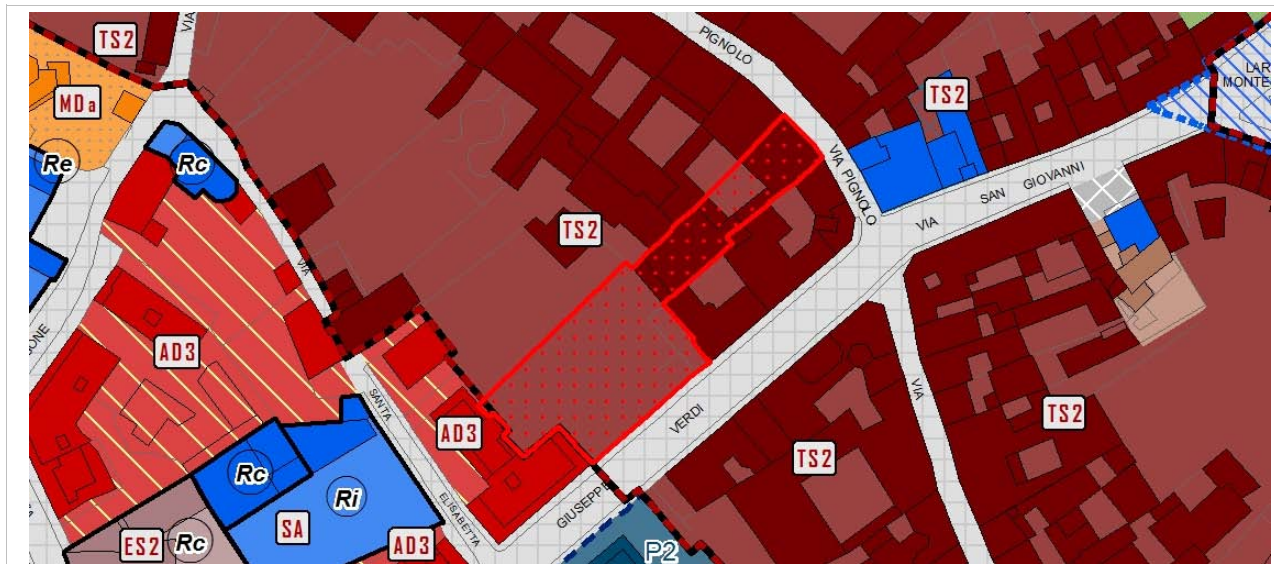 TS2
VIA
PIGNOLO
MDa
TS2
LAR
MONTE
Re
Rc
VIA PIGNOLO
VIA SAN GIOVANNI
TS2
VIA
AD3
VIA
SANTA
ELISABETTA
AD3
GIUSEPPE VERDI
TS2
TS2
Rc
Ri
SA
ES2
Rc
AD3
P2